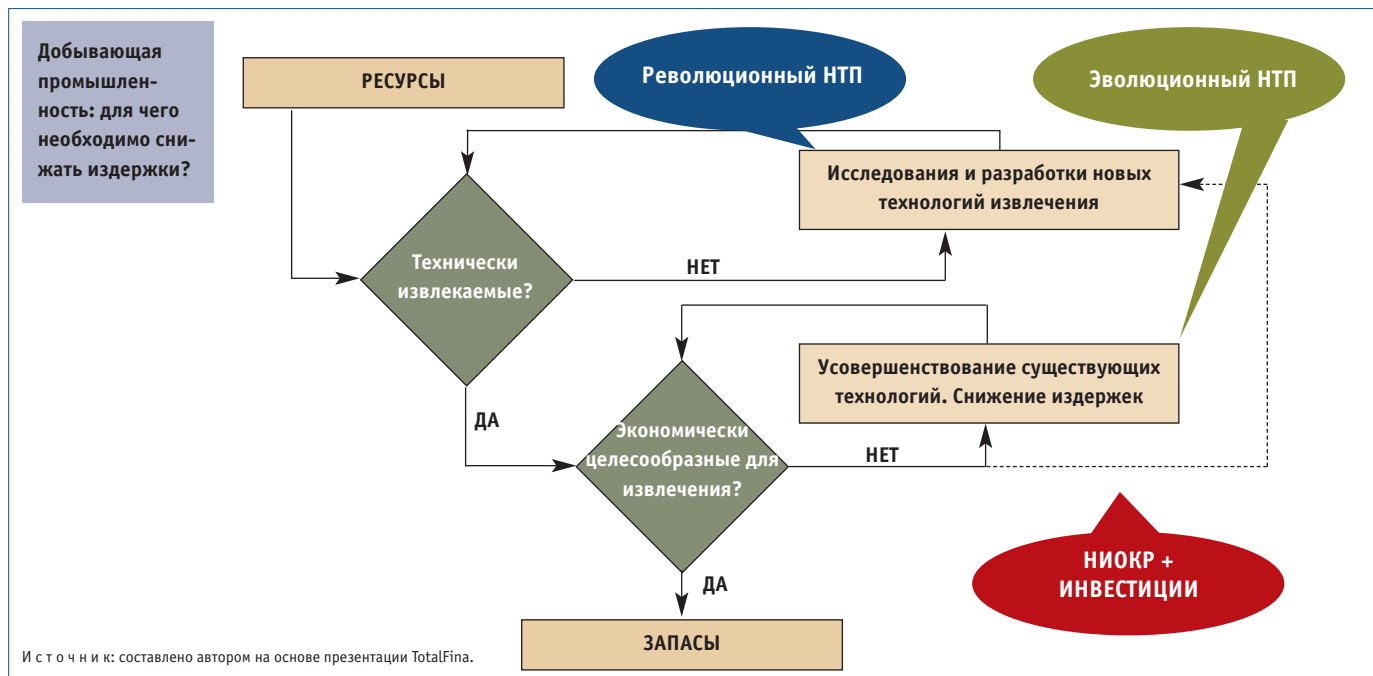 Добывающая
промышлен-
ность: для чего
необходимо сни-
жать издержки?
РЕСУРСЫ
Революционный НТП
Эволюционный НТП
Исследования и разработки новых
технологий извлечения
Технически
извлекаемые?
НЕТ
Усовершенствование существующих
технологий. Снижение издержек
ДА
Экономически
целесообразные для
извлечения?
НЕТ
НИОКР +
ИНВЕСТИЦИИ
ДА
ЗАПАСЫ
И с т о ч н и к: составлено автором на основе презентации TotalFina.